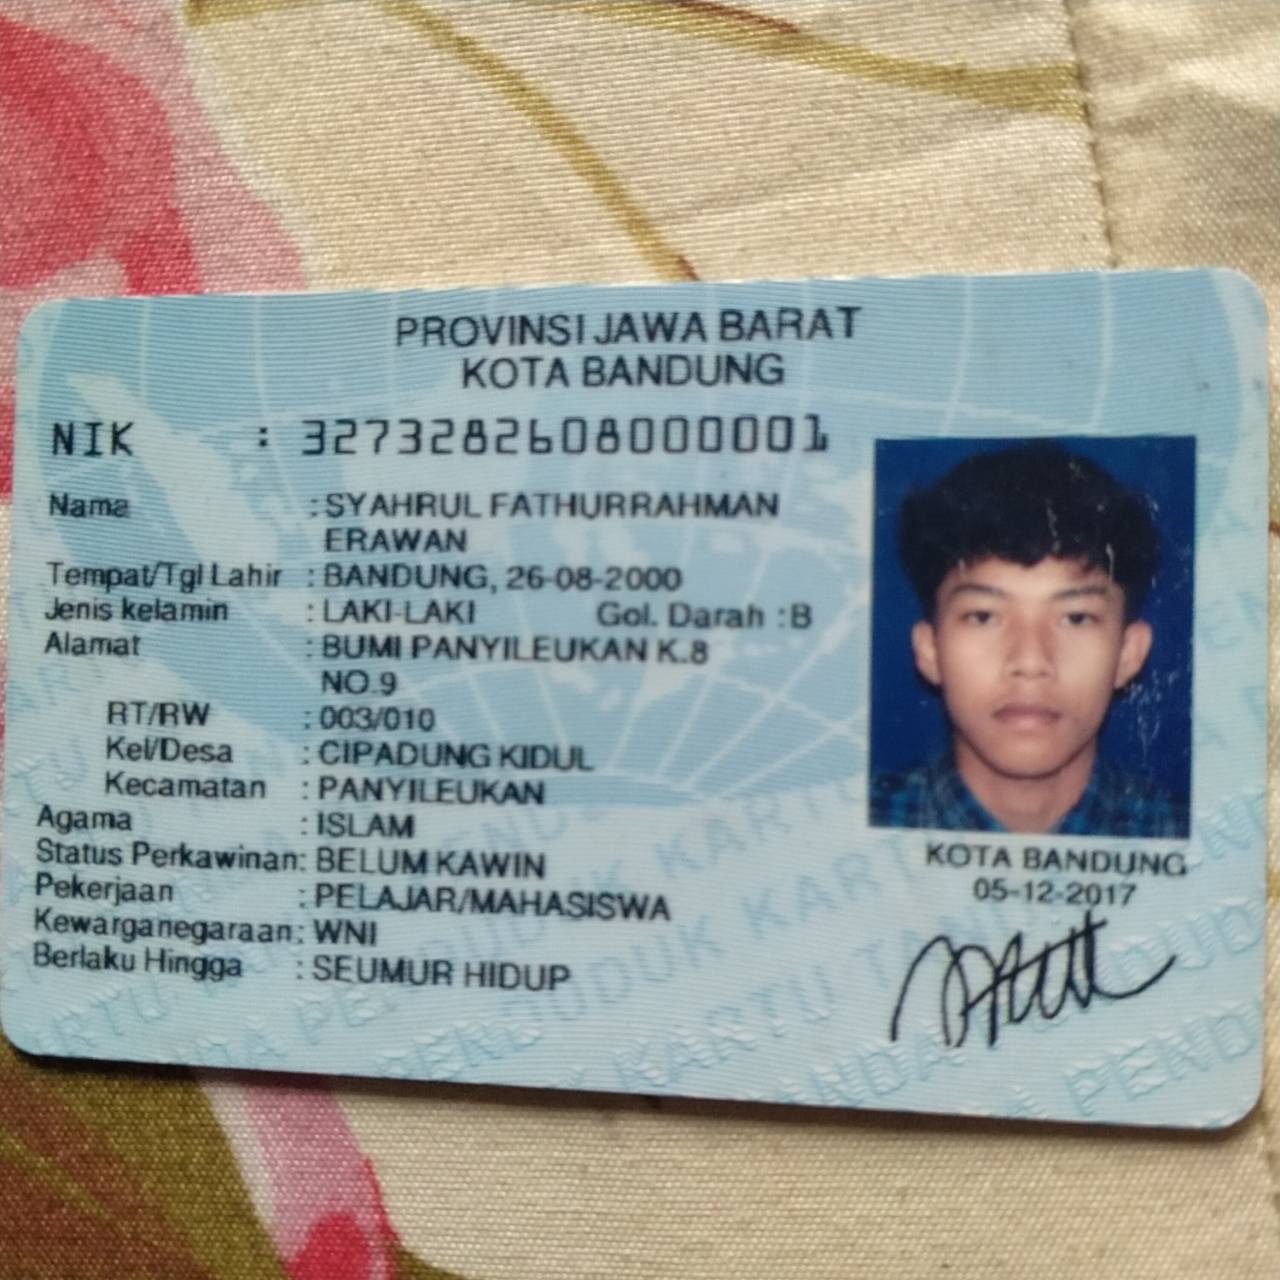 PROVINSI JAWA BARAT
KOTA BANDUNG
NIK : 3273282608000001
Nama : SYAHRUL FATHURRAHMAN
ERAWAN
Tempat/Tgl Lahir : BANDUNG, 26-08-2000
Jenis kelamin : LAKI-LAKI Gol. Darah : B
Alamat : BUMI PANYILEUKAN K.8
NO.9
RT/RW : 003/010
Kel/Desa : CIPADUNG KIDUL
Kecamatan : PANYILEUKAN
Agama : ISLAM
Status Perkawinan: BELUM KAWIN
Pekerjaan : PELAJAR/MAHASISWA
Kewarganegaraan: WNI
Berlaku Hingga : SEUMUR HIDUP
KOTA BANDUNG
05-12-2017